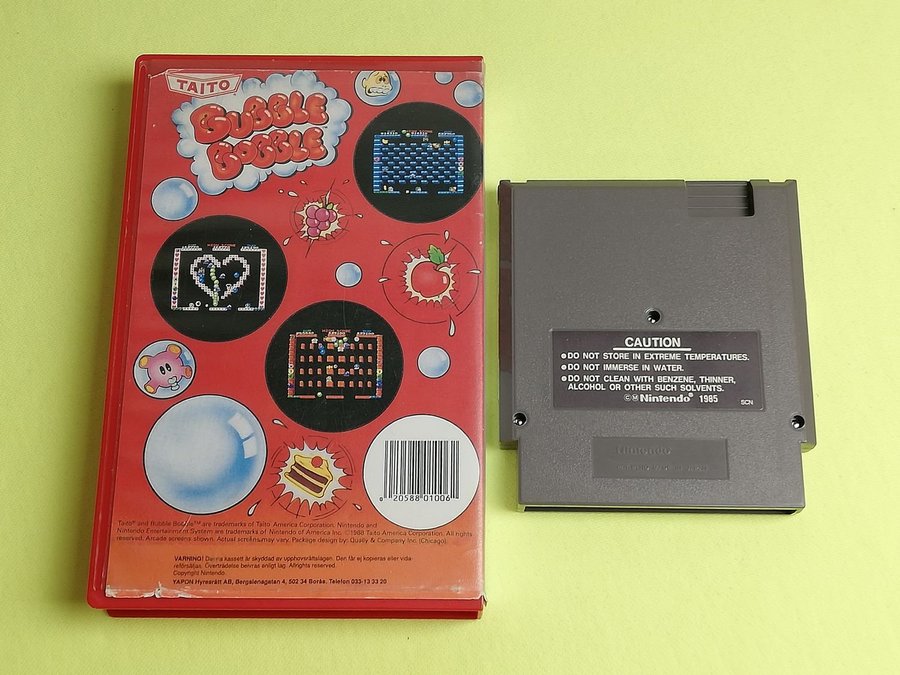 TAITO
BUBBLE
BOBBLE
0 20588 01006
Taito® and Bubble Bobble™ are trademarks of Taito America Corporation. Nintendo and
Nintendo Entertainment System are trademarks of Nintendo of America Inc. ©1988 Taito America Corporation. All rights
reserved. Arcade screens shown. Actual screens may vary. Package design by: Qually & Company Inc. (Chicago).
VARNING! Denna kassett är skyddad av upphovsrättslagen. Den får ej kopieras eller vida-
reförsäljas. Överträdelse beivras enligt lag. Allrights reserved.
Copyright Nintendo.
YAPON Hyresrätt AB, Bergslenagatan 4, 502 34 Borås. Telefon 033-13 33 20
CAUTION
●DO NOT STORE IN EXTREME TEMPERATURES.
●DO NOT IMMERSE IN WATER.
●DO NOT CLEAN WITH BENZENE, THINNER,
ALCOHOL OR OTHER SUCH SOLVENTS.
©M Nintendo® 1985
SCN
Nintendo